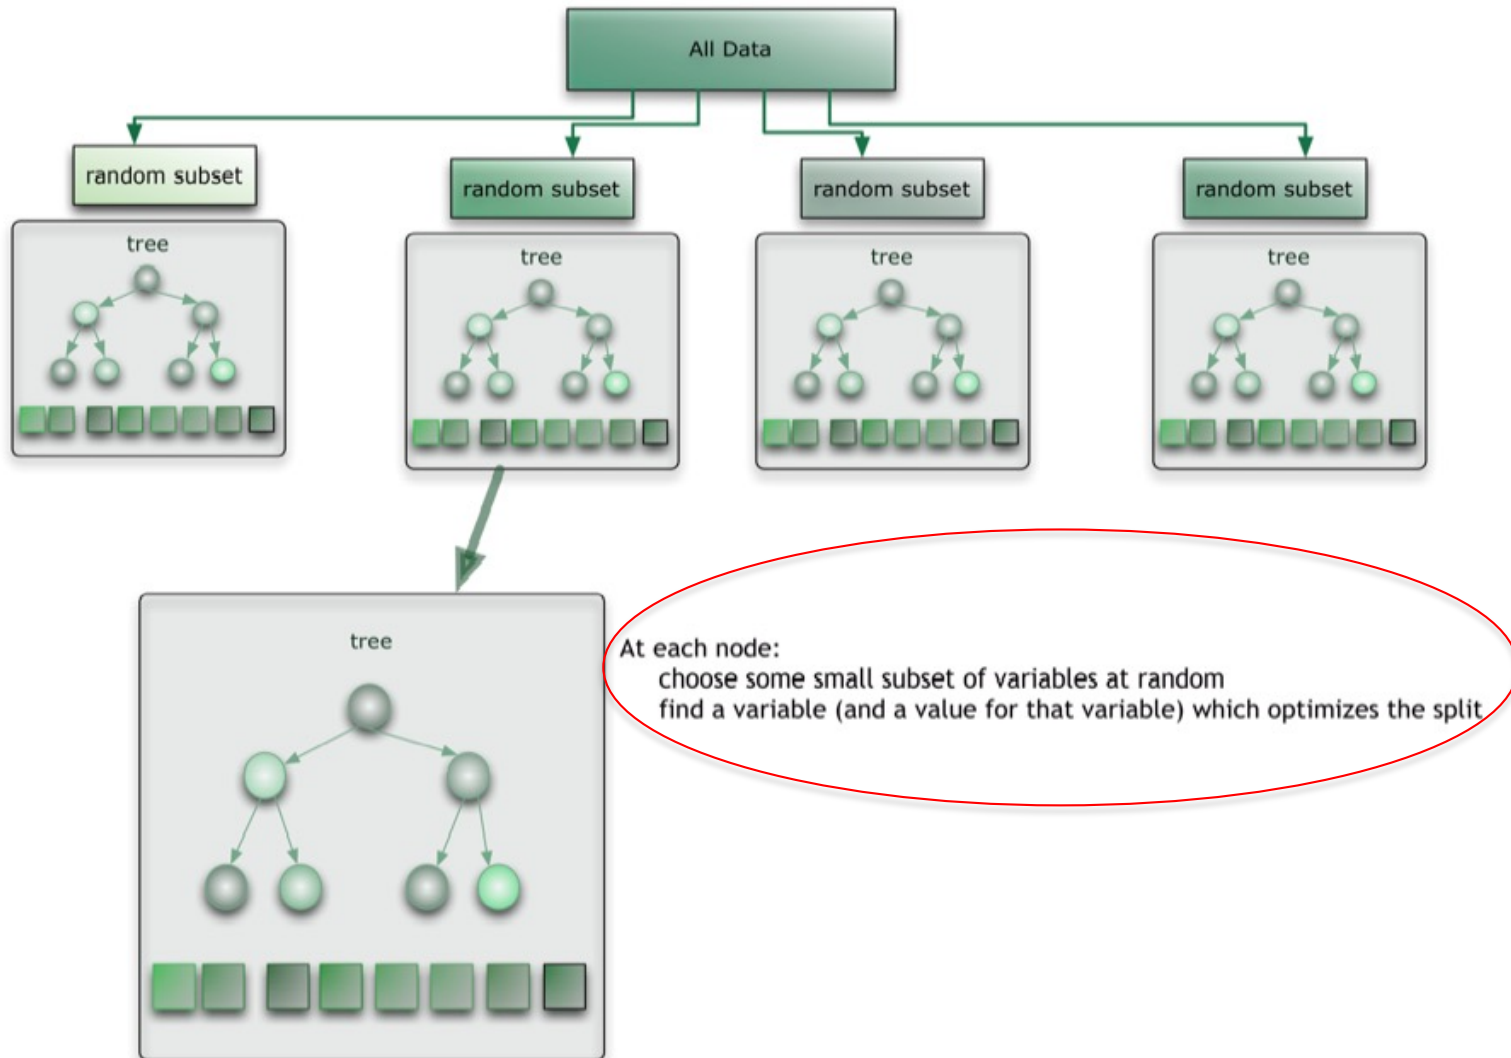 All Data
random subset
random subset
random subset
random subset
tree
tree
tree
tree
tree
At each node:
choose some small subset of variables at random
find a variable (and a value for that variable) which optimizes the split